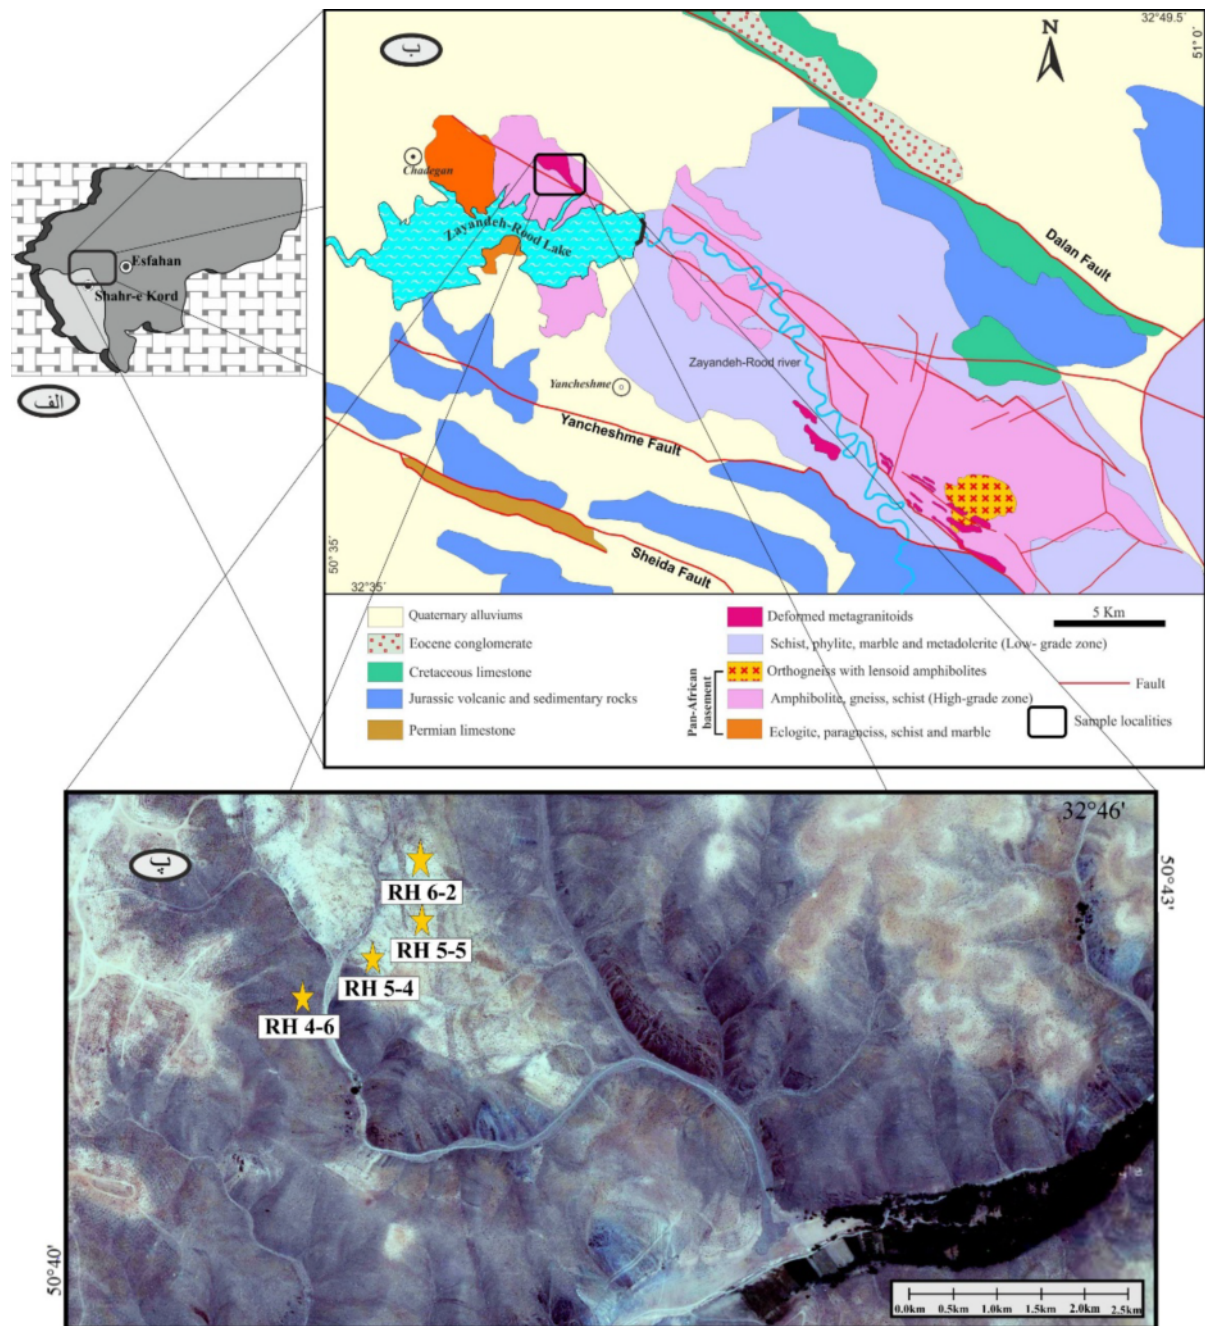 ب
32°49.5'
51° 0'
N
Chadegan
Zayandeh-Rood Lake
Dalan Fault
Esfahan
Shahr-e Kord
الف
Zayandeh-Rood river
Yancheshme
Yancheshme Fault
Sheida Fault
50° 35'
32°35'
Quaternary alluviums
Eocene conglomerate
Cretaceous limestone
Jurassic volcanic and sedimentary rocks
Permian limestone
Pan-African
basement
Deformed metagranitoids
Schist, phylite, marble and metadolerite (Low- grade zone)
Orthogneiss with lensoid amphibolites
Amphibolite, gneiss, schist (High-grade zone)
Eclogite, paragneiss, schist and marble
5 Km
Fault
Sample localities
پ
32°46'
50°43'
RH 6-2
RH 5-5
RH 5-4
RH 4-6
50°40'
0.0km 0.5km 1.0km 1.5km 2.0km 2.5km